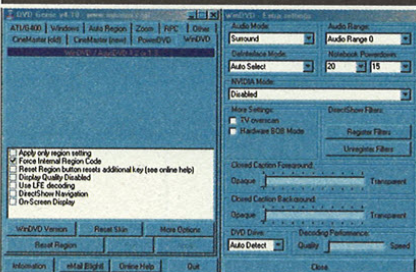 DVD Genie v4.10
ATI/G400 Windows Auto Region Zoom RPC Other
CineMaster (old) CineMaster (new) PowerDVD WinDVD
Apply only region setting
Force Internal Region Code
Reset Region button resets additional key (see online help)
Display Quality Disabled
Use LFE decoding
DirectShow Navigation
On-Screen Display
WinDVD Version Reset Skin More Options
Reset Region
Information eMail Blight Online Help Quit
WinDVD - Extra settings
Audio Mode: Audio Range:
Surround Audio Range 0
DeInterlace Mode: Notebook Powerdown:
Auto Select 20 15
NVIDIA Mode:
Disabled
More Settings: DirectShow Filters:
TV overscan
Hardware BOB Mode Register Filters
Unregister Filters
Closed Caption Foreground:
Opaque Transparent
Closed Caption Background:
Opaque Transparent
DVD Drive: Decoding Performance:
Auto Detect Quality Speed
Close